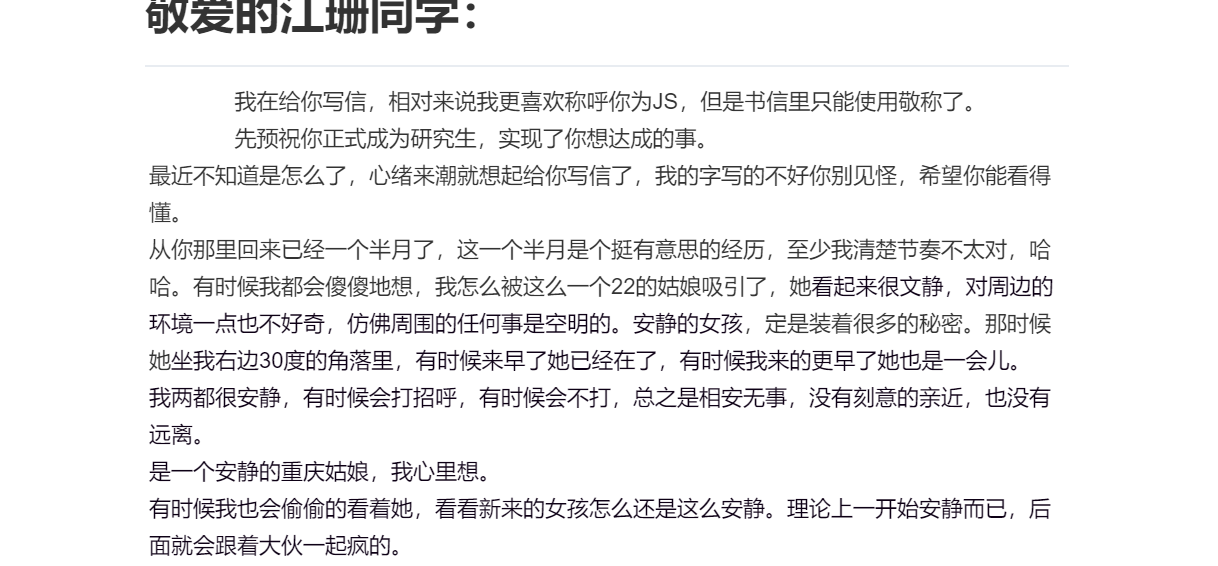 敬爱的江珊同学：
我在给你写信，相对来说我更喜欢称呼你为JS，但是书信里只能使用敬称了。
先预祝你正式成为研究生，实现了你想达成的事。
最近不知道是怎么了，心绪来潮就想起给你写信了，我的字写的不好你别见怪，希望你能看得
懂。
从你那里回来已经一个半月了，这一个半月是个挺有意思的经历，至少我清楚节奏不太对，哈
哈。有时候我都会傻傻地想，我怎么被这么一个22的姑娘吸引了，她看起来很文静，对周边的
环境一点也不好奇，仿佛周围的任何事是空明的。安静的女孩，定是装着很多的秘密。那时候
她坐我右边30度的角落里，有时候来早了她已经在了，有时候我来的更早了她也是一会儿。
我两都很安静，有时候会打招呼，有时候会不打，总之是相安无事，没有刻意的亲近，也没有
远离。
是一个安静的重庆姑娘，我心里想。
有时候我也会偷偷的看着她，看看新来的女孩怎么还是这么安静。理论上一开始安静而已，后
面就会跟着大伙一起疯的。